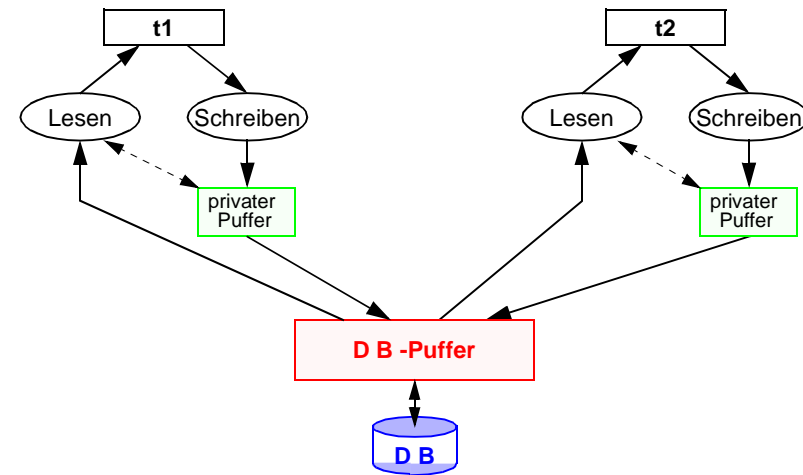 t1
t2
Lesen
Schreiben
Lesen
Schreiben
privater
Puffer
privater
Puffer
D B -Puffer
D B